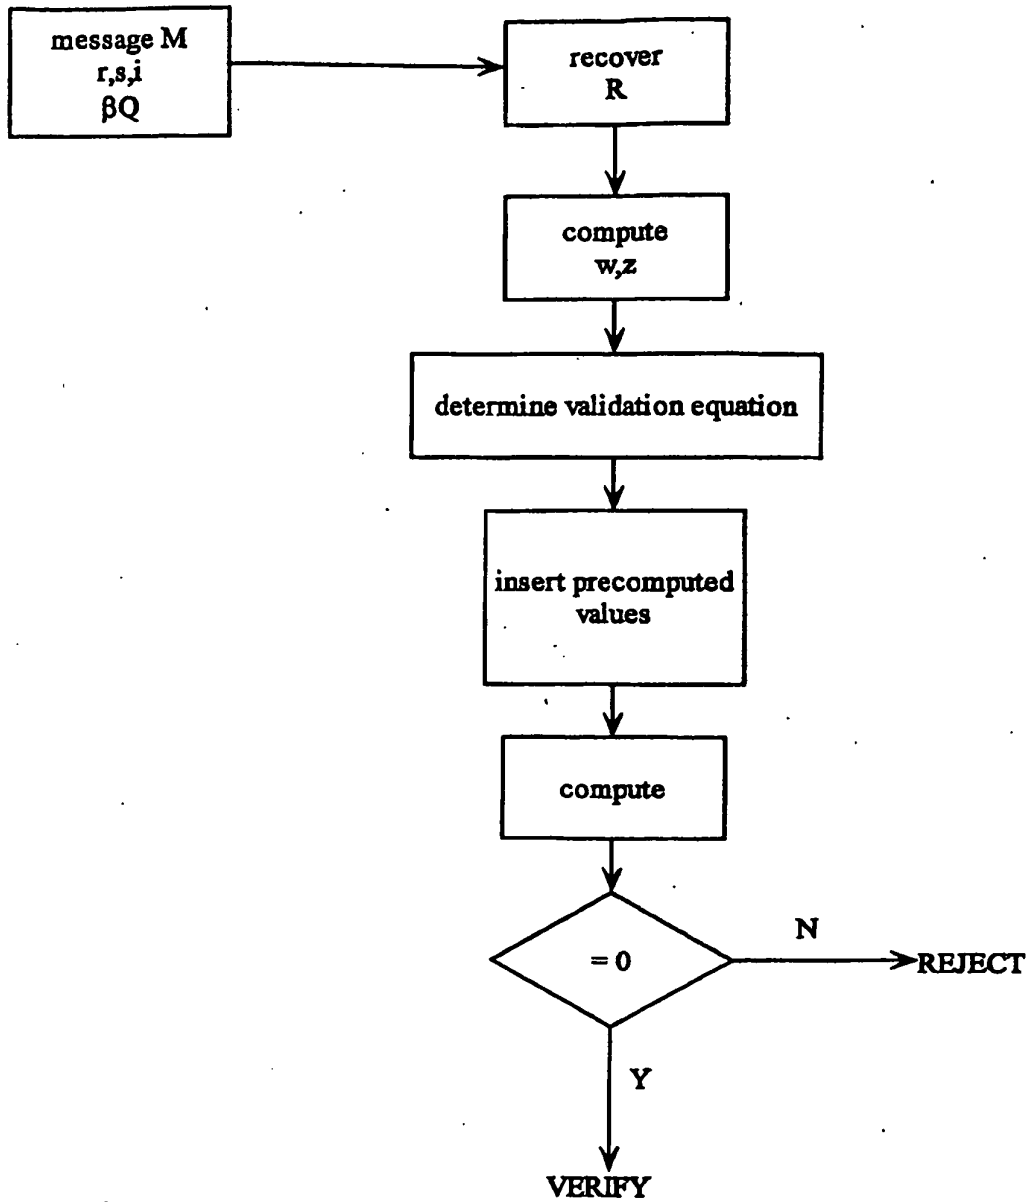 message M
r,s,i
βQ
recover
R
compute
w,z
determine validation equation
insert precomputed
values
compute
= 0
N
REJECT
Y
VERIFY